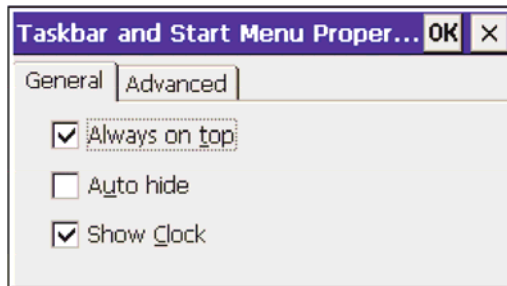 Taskbar and Start Menu Proper... OK ×
General Advanced
Always on top
Auto hide
Show Clock